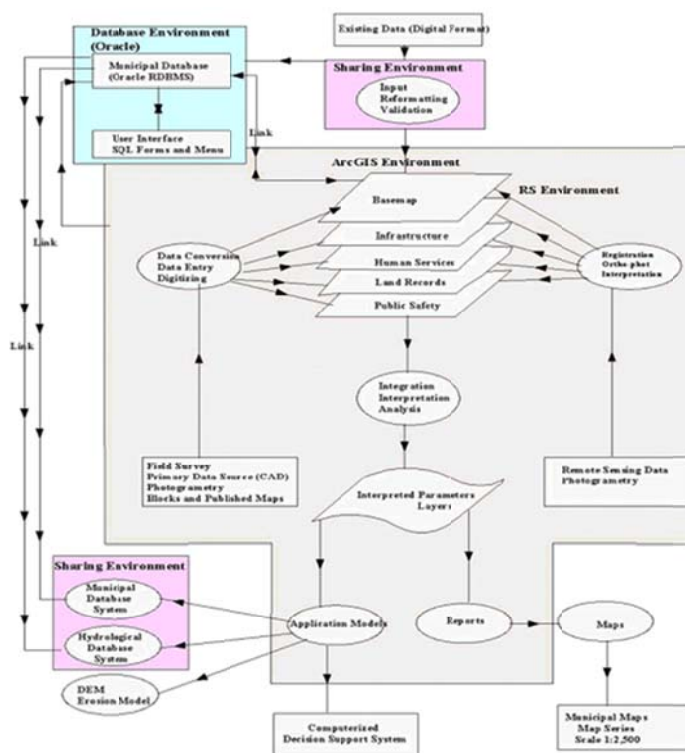 Database Environment
(Oracle)
Municipal Database
(Oracle RDBMS)
User Interface
SQL Forms and Menu
Existing Data (Digital Format)
Sharing Environment
Input
Reformatting
Validation
Link
ArcGIS Environment
RS Environment
Basemap
Infrastructure
Human Services
Land Records
Public Safety
Data Conversion
Data Entry
Digitizing
Registration
Ortho-phot
Interpretation
Link
Link
Integration
Interpretation
Analysis
Field Survey
Primary Data Source (CAD)
Photogrametry
Blocks and Published Maps
Remote Sensing Data
Photogrametry
Interpreted Parameters
Layers
Sharing Environment
Municipal
Database
System
Hydrological
Database
System
Application Models
Reports
Maps
DEM
Erosion Model
Computerized
Decision Support System
Municipal Maps
Map Series
Scale 1:2,500